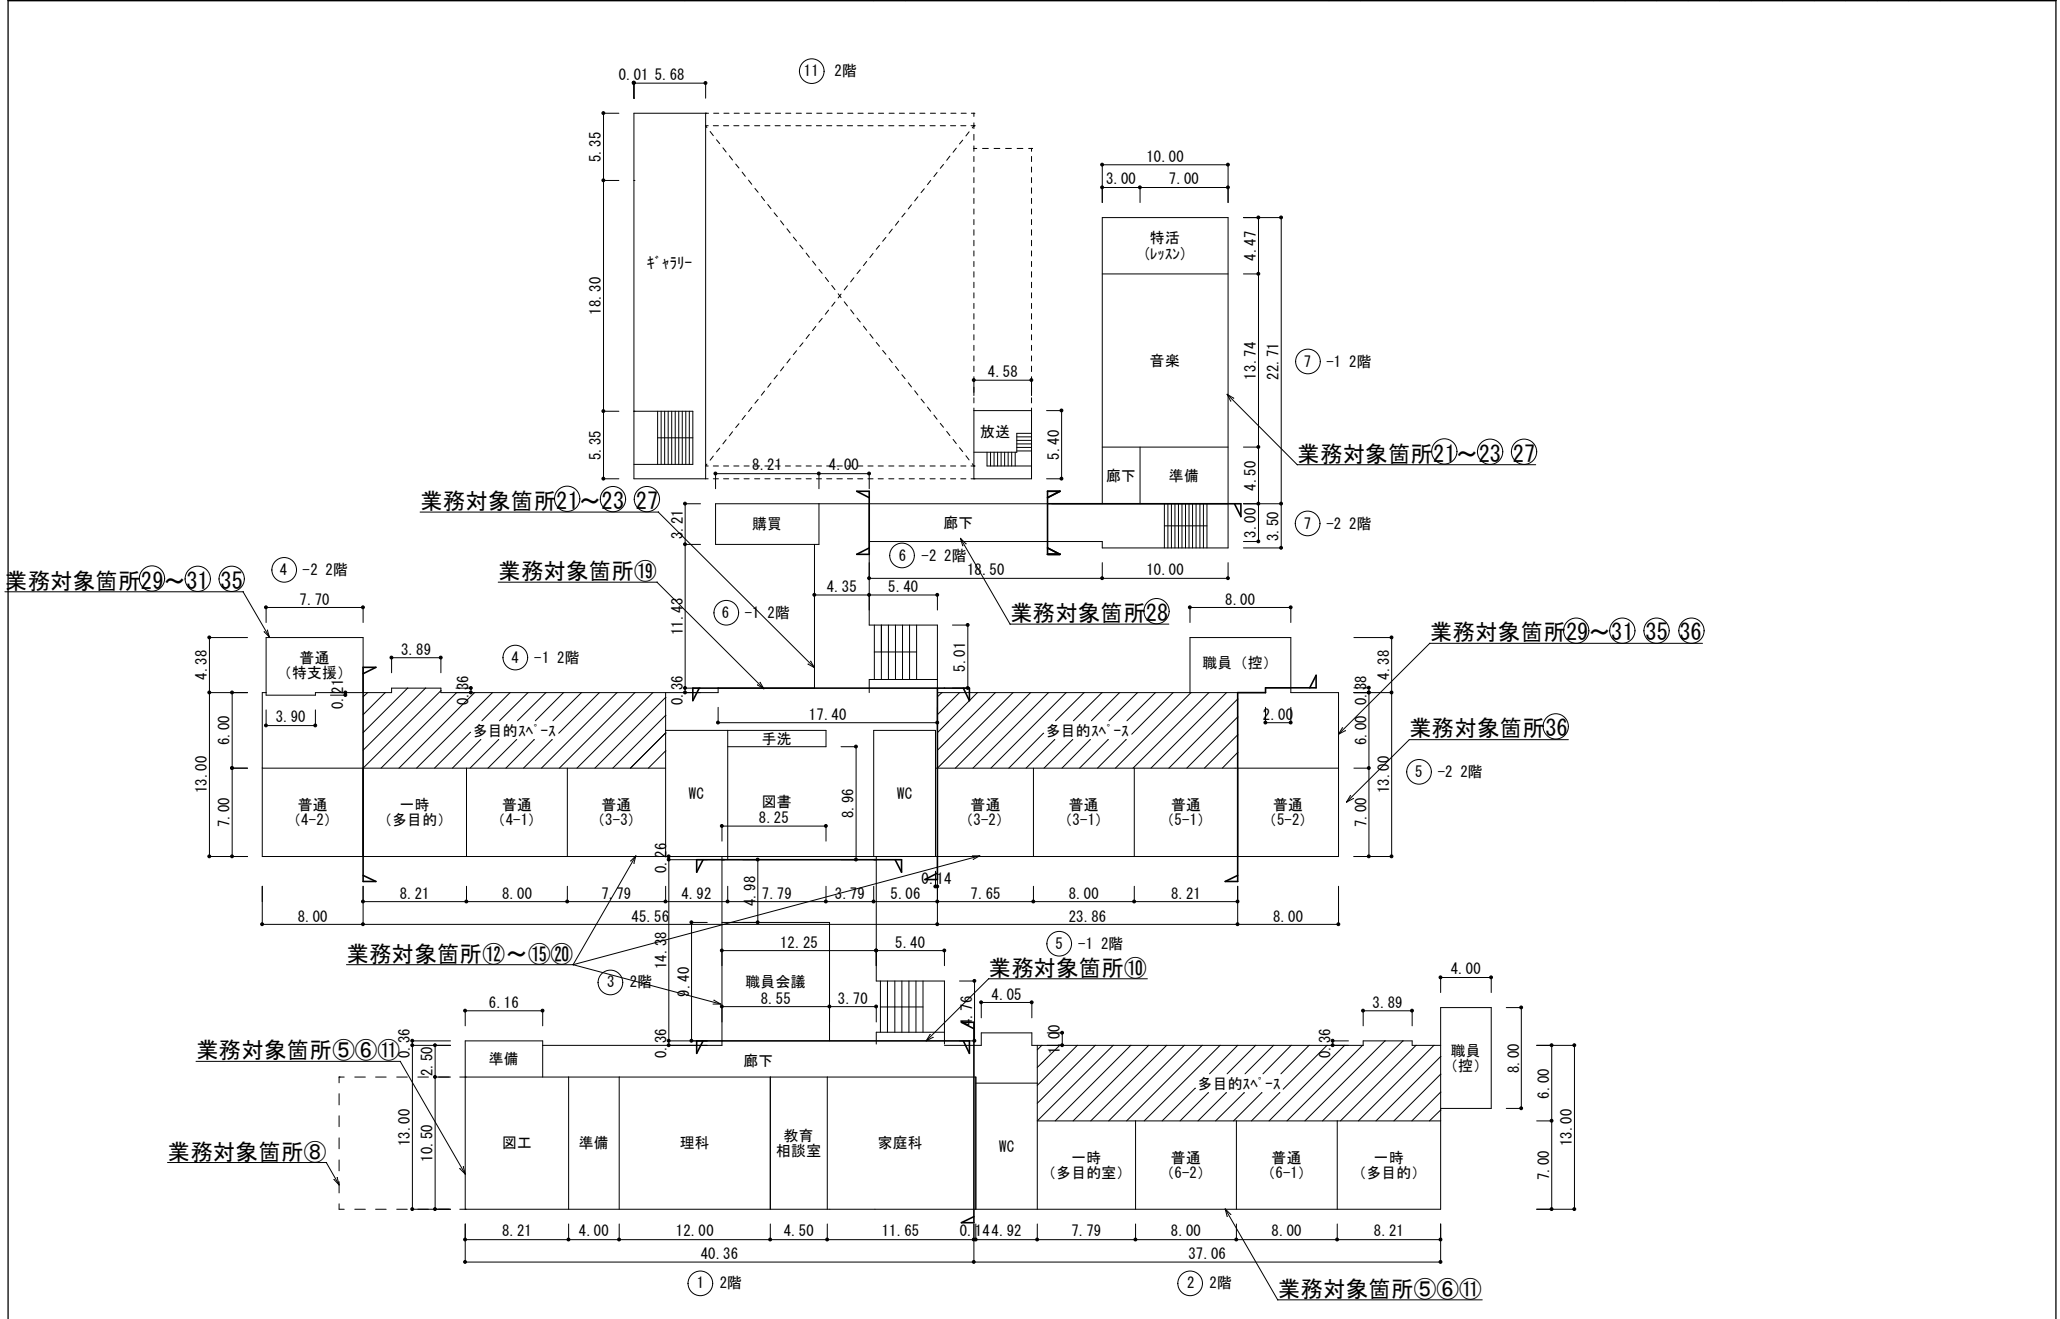 ⑪ 2階
0.01 5.68
5.35
18.30
5.35
ギャラリー
10.00
3.00 7.00
特活
(レッスン)
4.47
音楽
13.74
22.71
⑦ -1 2階
4.58
放送
5.40
業務対象箇所㉑～㉓ ㉗
廊下
準備
4.50
8.21 4.00
業務対象箇所㉑～㉓ ㉗
3.21
購買
廊下
3.00
3.50
⑦ -2 2階
⑥ -2 2階
18.50
10.00
④ -2 2階
業務対象箇所⑲
業務対象箇所㉙～㉛ ㉟
7.70
4.35 5.40
8.00
11.43
⑥ -1 2階
業務対象箇所㉘
業務対象箇所㉙～㉛ ㉟ ㊱
4.38
普通
(特支援)
3.89
④ -1 2階
5.01
職員(控)
4.38
0.21
0.36
0.36
0.38
3.90
17.40
2.00
6.00
多目的スペース
手洗
多目的スペース
6.00
業務対象箇所㊱
13.00
13.00
⑤ -2 2階
7.00
普通
(4-2)
一時
(多目的)
普通
(4-1)
普通
(3-3)
WC
図書
8.25
8.96
WC
普通
(3-2)
普通
(3-1)
普通
(5-1)
普通
(5-2)
7.00
0.26
0.14
8.21 8.00 7.79 4.92 7.79 3.79 5.06 7.65 8.00 8.21
4.98
8.00 45.56 23.86 8.00
業務対象箇所⑫～⑮⑳
14.38
12.25 5.40
⑤ -1 2階
業務対象箇所⑩
③ 2階
9.40
職員会議
8.55 3.70
4.76
4.05
4.00
6.16
3.89
0.36
0.36
1.00
0.36
業務対象箇所⑤⑥⑪
2.50
準備
廊下
職員
(控)
8.00
多目的スペース
6.00
13.00
10.50
13.00
業務対象箇所⑧
図工
準備
理科
教育
相談室
家庭科
WC
一時
(多目的室)
普通
(6-2)
普通
(6-1)
一時
(多目的)
7.00
8.21 4.00 12.00 4.50 11.65 0.14 4.92 7.79 8.00 8.00 8.21
40.36 37.06
① 2階
② 2階
業務対象箇所⑤⑥⑪